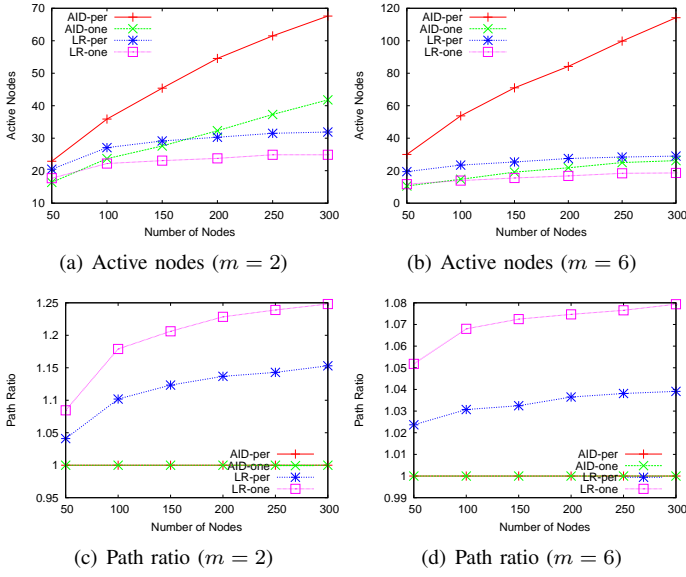 70
60
50
40
30
20
10
50 100 150 200 250 300
Active Nodes
Number of Nodes
AID-per
AID-one
LR-per
LR-one
(a) Active nodes (m = 2)
120
100
80
60
40
20
0
50 100 150 200 250 300
Active Nodes
Number of Nodes
AID-per
AID-one
LR-per
LR-one
(b) Active nodes (m = 6)
1.25
1.2
1.15
1.1
1.05
1
0.95
50 100 150 200 250 300
Path Ratio
Number of Nodes
AID-per
AID-one
LR-per
LR-one
(c) Path ratio (m = 2)
1.08
1.07
1.06
1.05
1.04
1.03
1.02
1.01
1
0.99
50 100 150 200 250 300
Path Ratio
Number of Nodes
AID-per
AID-one
LR-per
LR-one
(d) Path ratio (m = 6)